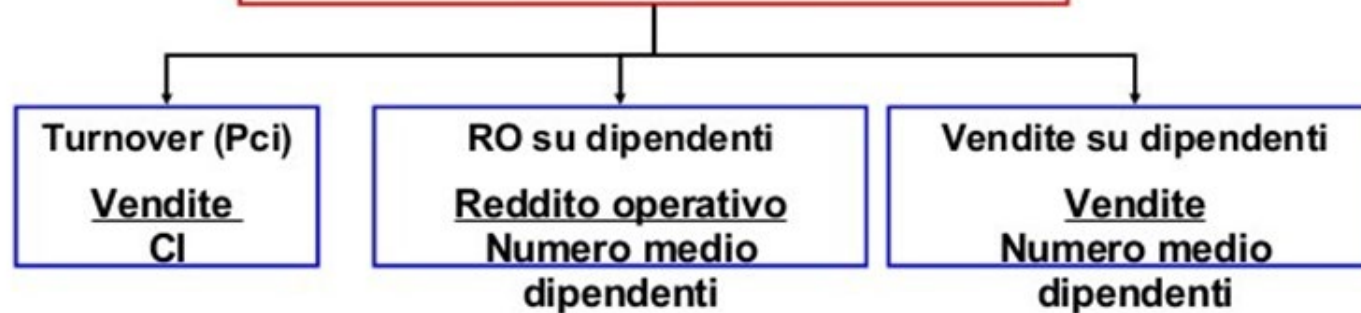 Turnover (Pci)
Vendite
CI
RO su dipendenti
Reddito operativo
Numero medio
dipendenti
Vendite su dipendenti
Vendite
Numero medio
dipendenti